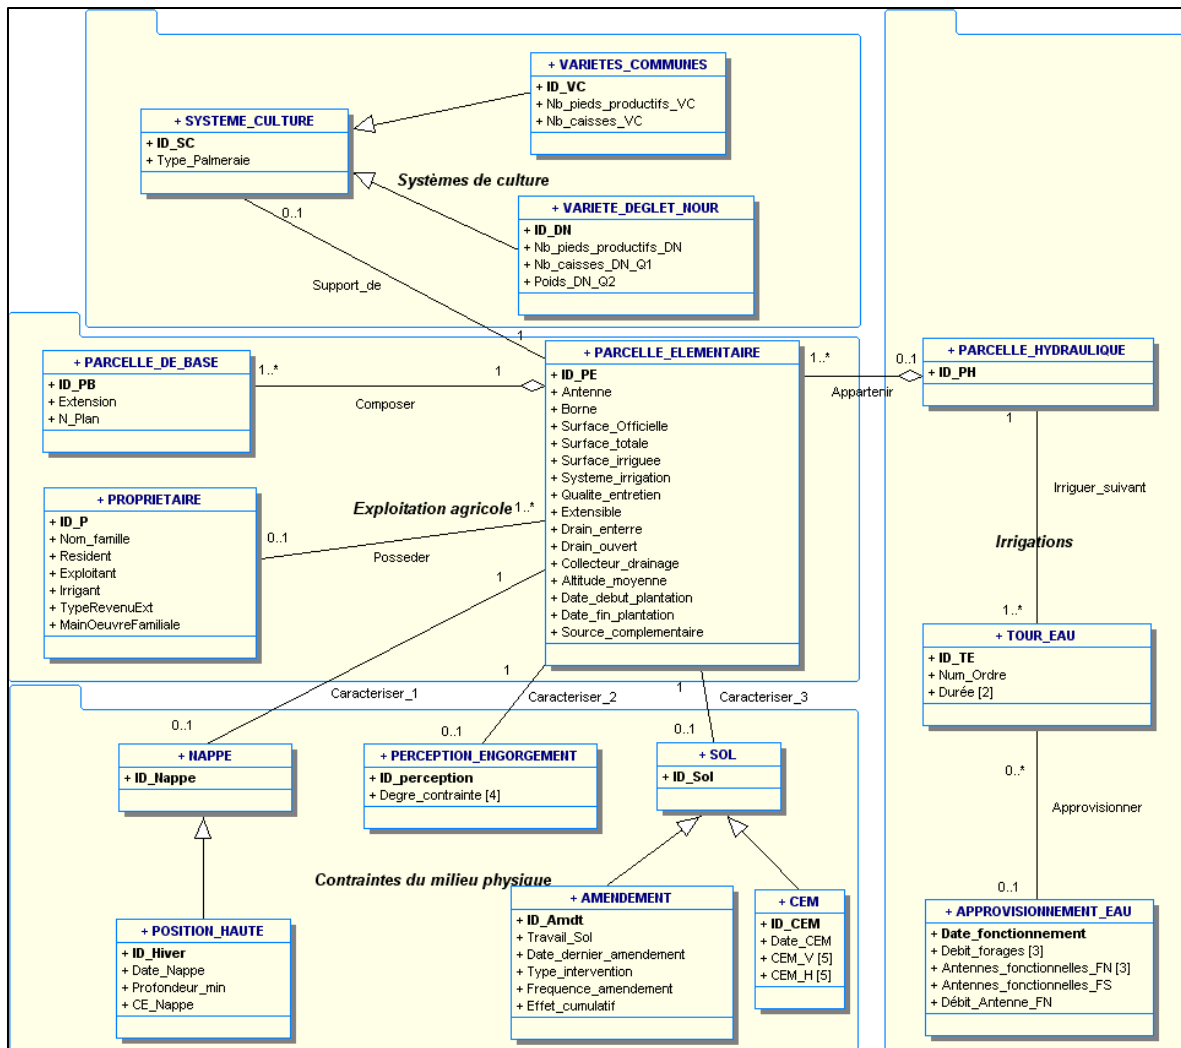 + VARIETES_COMMUNES
+ ID_VC
+ Nb_pieds_productifs_VC
+ Nb_caisses_VC
+ SYSTEME_CULTURE
+ ID_SC
+ Type_Palmeraie
Systèmes de culture
+ VARIETE_DEGLET_NOUR
+ ID_DN
+ Nb_pieds_productifs_DN
+ Nb_caisses_DN_Q1
+ Poids_DN_Q2
0..1
Support_de
1
+ PARCELLE_DE_BASE
+ ID_PB
+ Extension
+ N_Plan
1..*
1
Composer
+ PARCELLE_ELEMENTAIRE
+ ID_PE
+ Antenne
+ Borne
+ Surface_Officielle
+ Surface_totale
+ Surface_irriguee
+ Systeme_irrigation
+ Qualite_entretien
+ Extensible
+ Drain_enterre
+ Drain_ouvert
+ Collecteur_drainage
+ Altitude_moyenne
+ Date_debut_plantation
+ Date_fin_plantation
+ Source_complementaire
1..*
0..1
Appartenir
+ PARCELLE_HYDRAULIQUE
+ ID_PH
1
Irriguer_suivant
Irrigations
1..*
+ PROPRIETAIRE
+ ID_P
+ Nom_famille
+ Resident
+ Exploitant
+ Irrigant
+ TypeRevenuExt
+ MainOeuvreFamiliale
Exploitation agricole
1..*
0..1
Posseder
1
+ TOUR_EAU
+ ID_TE
+ Num_Ordre
+ Durée [2]
1
1
Caracteriser_1
Caracteriser_2
Caracteriser_3
0..1
0..1
0..1
+ NAPPE
+ ID_Nappe
+ PERCEPTION_ENGORGEMENT
+ ID_perception
+ Degre_contrainte [4]
+ SOL
+ ID_Sol
0..*
Approvisionner
0..1
Contraintes du milieu physique
+ POSITION_HAUTE
+ ID_Hiver
+ Date_Nappe
+ Profondeur_min
+ CE_Nappe
+ AMENDEMENT
+ ID_Amdt
+ Travail_Sol
+ Date_dernier_amendement
+ Type_intervention
+ Frequence_amendement
+ Effet_cumulatif
+ CEM
+ ID_CEM
+ Date_CEM
+ CEM_V [5]
+ CEM_H [5]
+ APPROVISIONNEMENT_EAU
+ Date_fonctionnement
+ Debit_forages [3]
+ Antennes_fonctionnelles_FN [3]
+ Antennes_fonctionnelles_FS
+ Débit_Antenne_FN